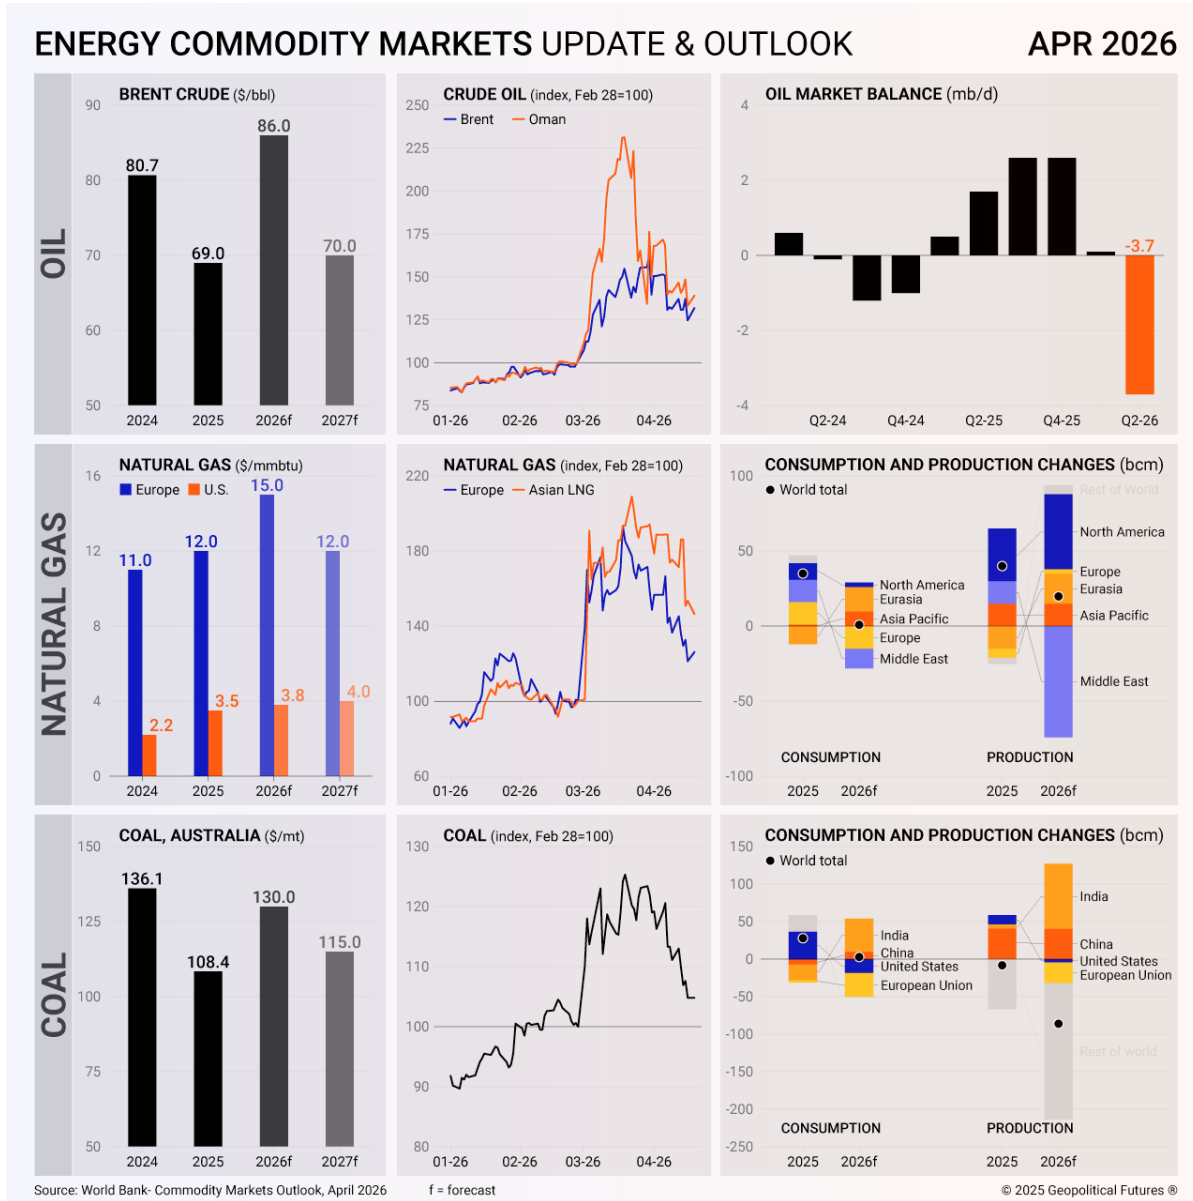 ENERGY COMMODITY MARKETS UPDATE & OUTLOOK
APR 2026
OIL
BRENT CRUDE ($/bbl)
90
80
70
60
50
80.7
69.0
86.0
70.0
2024
2025
2026f
2027f
CRUDE OIL (index, Feb 28=100)
Brent
Oman
250
225
200
175
150
125
100
75
01-26
02-26
03-26
04-26
OIL MARKET BALANCE (mb/d)
4
2
0
-2
-4
-3.7
Q2-24
Q4-24
Q2-25
Q4-25
Q2-26
NATURAL GAS
NATURAL GAS ($/mmbtu)
Europe
U.S.
16
12
8
4
0
11.0
2.2
12.0
3.5
15.0
3.8
12.0
4.0
2024
2025
2026f
2027f
NATURAL GAS (index, Feb 28=100)
Europe
Asian LNG
220
180
140
100
60
01-26
02-26
03-26
04-26
CONSUMPTION AND PRODUCTION CHANGES (bcm)
World total
100
50
0
-50
-100
North America
Eurasia
Asia Pacific
Europe
Middle East
Rest of World
North America
Europe
Eurasia
Asia Pacific
Middle East
CONSUMPTION
PRODUCTION
2025
2026f
2025
2026f
COAL
COAL, AUSTRALIA ($/mt)
150
125
100
75
50
136.1
108.4
130.0
115.0
2024
2025
2026f
2027f
COAL (index, Feb 28=100)
130
120
110
100
90
80
01-26
02-26
03-26
04-26
CONSUMPTION AND PRODUCTION CHANGES (bcm)
World total
150
100
50
0
-50
-100
-150
-200
-250
India
China
United States
European Union
India
China
United States
European Union
Rest of world
CONSUMPTION
PRODUCTION
2025
2026f
2025
2026f
Source: World Bank- Commodity Markets Outlook, April 2026
f = forecast
© 2025 Geopolitical Futures ®